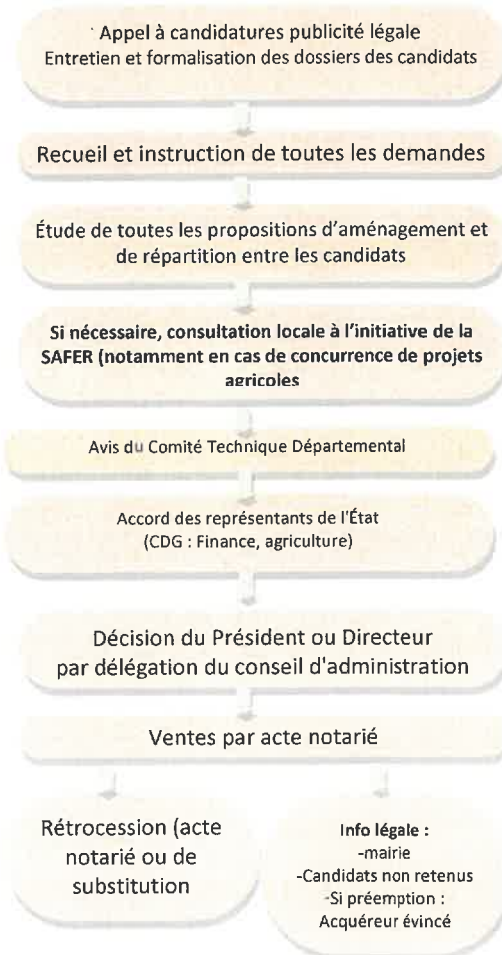 Appel à candidatures publicité légale
Entretien et formalisation des dossiers des candidats
Recueil et instruction de toutes les demandes
Étude de toutes les propositions d'aménagement et
de répartition entre les candidats
Si nécessaire, consultation locale à l'initiative de la
SAFER (notamment en cas de concurrence de projets
agricoles
Avis du Comité Technique Départemental
Accord des représentants de l'État
(CDG : Finance, agriculture)
Décision du Président ou Directeur
par délégation du conseil d'administration
Ventes par acte notarié
Rétrocession (acte
notarié ou de
substitution
Info légale :
-mairie
-Candidats non retenus
-Si préemption :
Acquéreur évincé